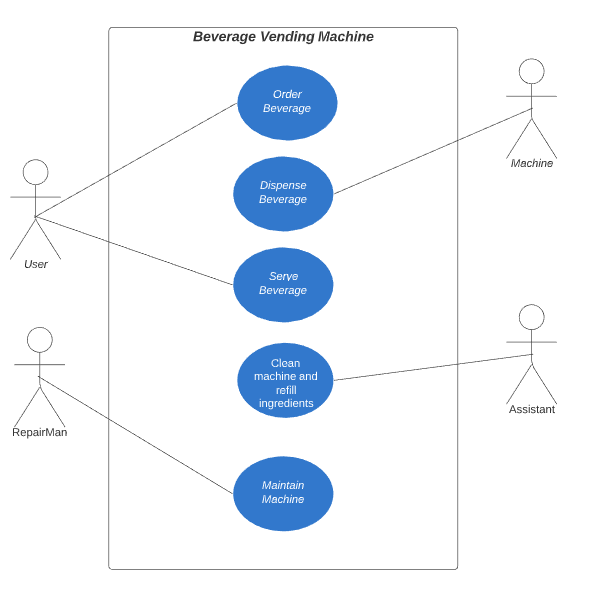 Beverage Vending Machine
Order
Beverage
Machine
Dispense
Beverage
User
Serve
Beverage
Clean
machine and
refill
ingredients
Assistant
RepairMan
Maintain
Machine